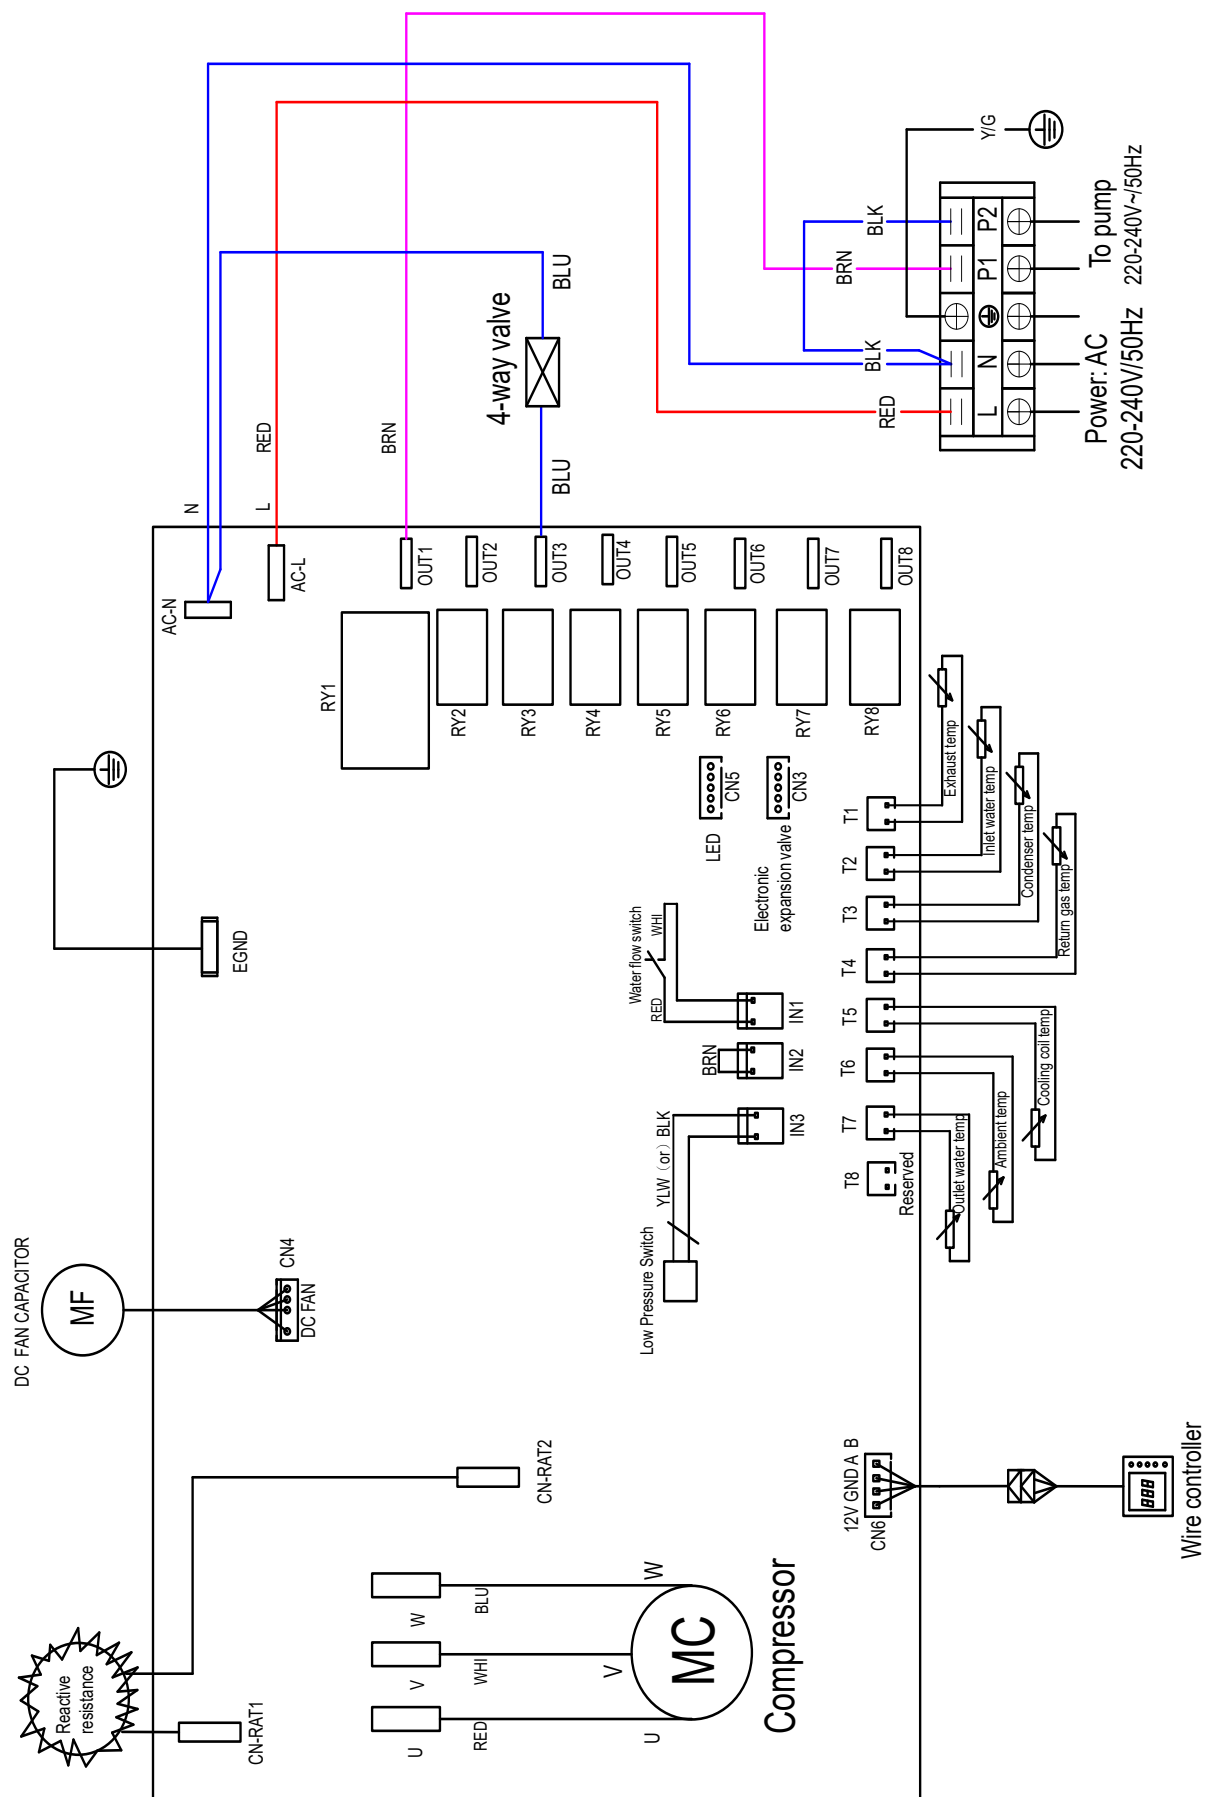 DC FAN CAPACITOR
MF
CN4
DC FAN
Reactive
resistance
CN-RAT1
CN-RAT2
EGND
AC-N
N
AC-L
L
RED
BRN
4-way valve
BLU
BLU
RY1
RY2
RY3
RY4
RY5
RY6
RY7
RY8
OUT1
OUT2
OUT3
OUT4
OUT5
OUT6
OUT7
OUT8
Y/G
BLK
BRN
BLK
RED
P2
P1
N
L
To pump
220-240V~/50Hz
Power: AC
220-240V/50Hz
LED
CN5
Electronic
expansion valve
CN3
Water flow switch
WHI
RED
IN1
BRN
IN2
YLW（or）BLK
IN3
Low Pressure Switch
T1
T2
T3
T4
T5
T6
T7
T8
Reserved
Exhaust temp
Inlet water temp
Condenser temp
Return gas temp
Cooling coil temp
Ambient temp
Outlet water temp
12V GND A B
CN6
888
Wire controller
W
V
U
BLU
WHI
RED
W
V
U
MC
Compressor